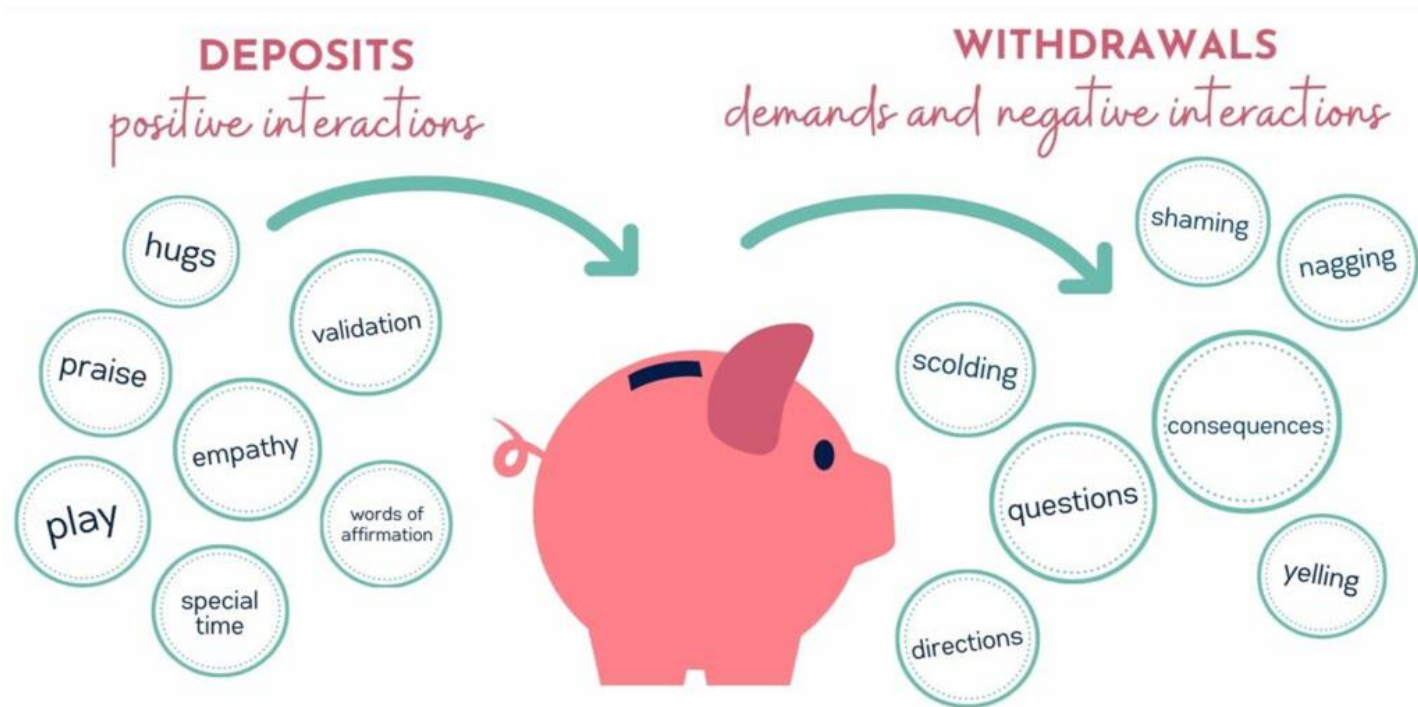 DEPOSITS
positive interactions
hugs
validation
praise
empathy
play
words of
affirmation
special
time
WITHDRAWALS
demands and negative interactions
shaming
nagging
scolding
consequences
questions
yelling
directions